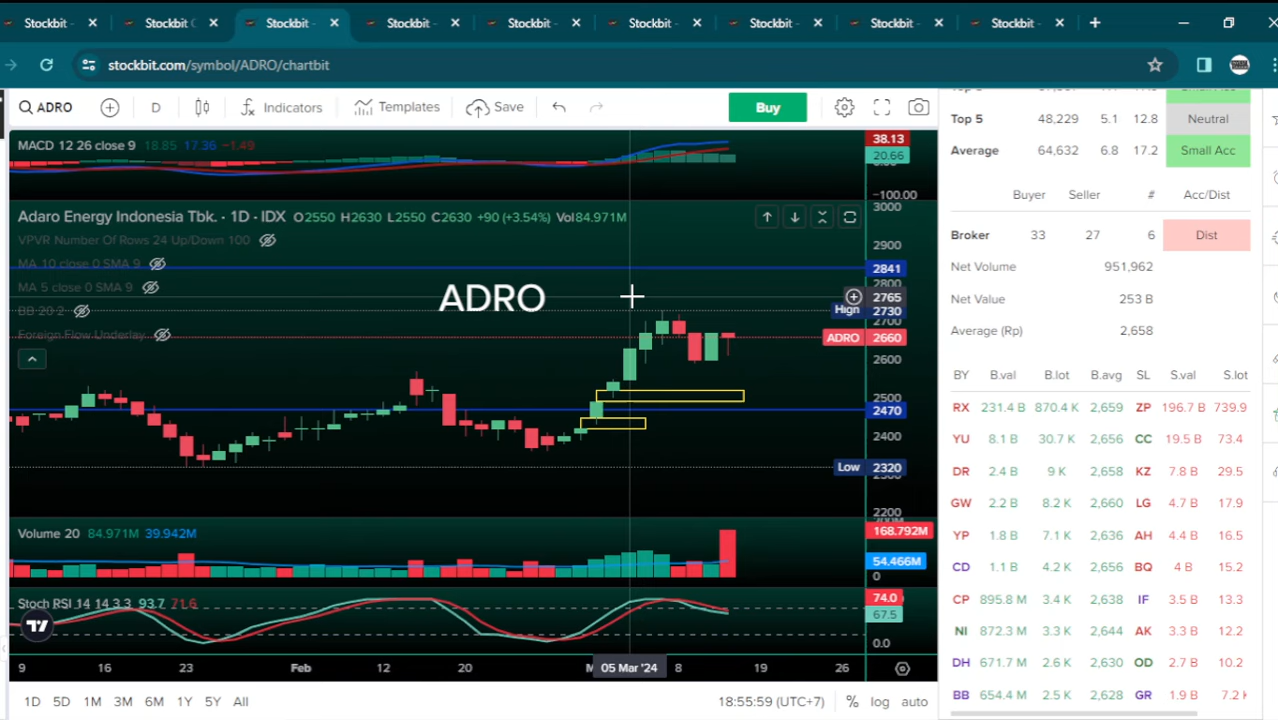 Stockbit - Stockbit Stockbit - Stockbit - Stockbit - Stockbit - Stockbit - Stockbit - Stockbit -
stockbit.com/symbol/ADRO/chartbit
ADRO D Indicators Templates Save Buy
MACD 12 26 close 9 18.85 17.36 −1.49
38.13
20.66
−100.00
Adaro Energy Indonesia Tbk. · 1D · IDX O2550 H2630 L2550 C2630 +90 (+3.54%) Vol84.971M
VPVR Number Of Rows 24 Up/Down 100
MA 10 close 0 SMA 9
MA 5 close 0 SMA 9
BB 20 2
Foreign Flow Underlay
ADRO
3000
2900
2841
2800
2765
High 2730
2700
ADRO 2660
2600
2500
2470
2400
Low 2320
2200
Volume 20 84.971M 39.942M
168.792M
54.466M
0
Stoch RSI 14 14 3 3 93.7 71.6
74.0
67.5
0.0
9 16 23 Feb 12 20 05 Mar '24 8 19 26
1D 5D 1M 3M 6M 1Y 5Y All 18:55:59 (UTC+7) % log auto
Top 5 48,229 5.1 12.8 Neutral
Average 64,632 6.8 17.2 Small Acc
Buyer Seller # Acc/Dist
Broker 33 27 6 Dist
Net Volume 951,962
Net Value 253 B
Average (Rp) 2,658
BY B.val B.lot B.avg SL S.val S.lot
RX 231.4 B 870.4 K 2,659 ZP 196.7 B 739.9
YU 8.1 B 30.7 K 2,656 CC 19.5 B 73.4
DR 2.4 B 9 K 2,658 KZ 7.8 B 29.5
GW 2.2 B 8.2 K 2,660 LG 4.7 B 17.9
YP 1.8 B 7.1 K 2,636 AH 4.4 B 16.5
CD 1.1 B 4.2 K 2,656 BQ 4 B 15.2
CP 895.8 M 3.4 K 2,638 IF 3.5 B 13.3
NI 872.3 M 3.3 K 2,644 AK 3.3 B 12.2
DH 671.7 M 2.6 K 2,630 OD 2.7 B 10.2
BB 654.4 M 2.5 K 2,628 GR 1.9 B 7.2 K